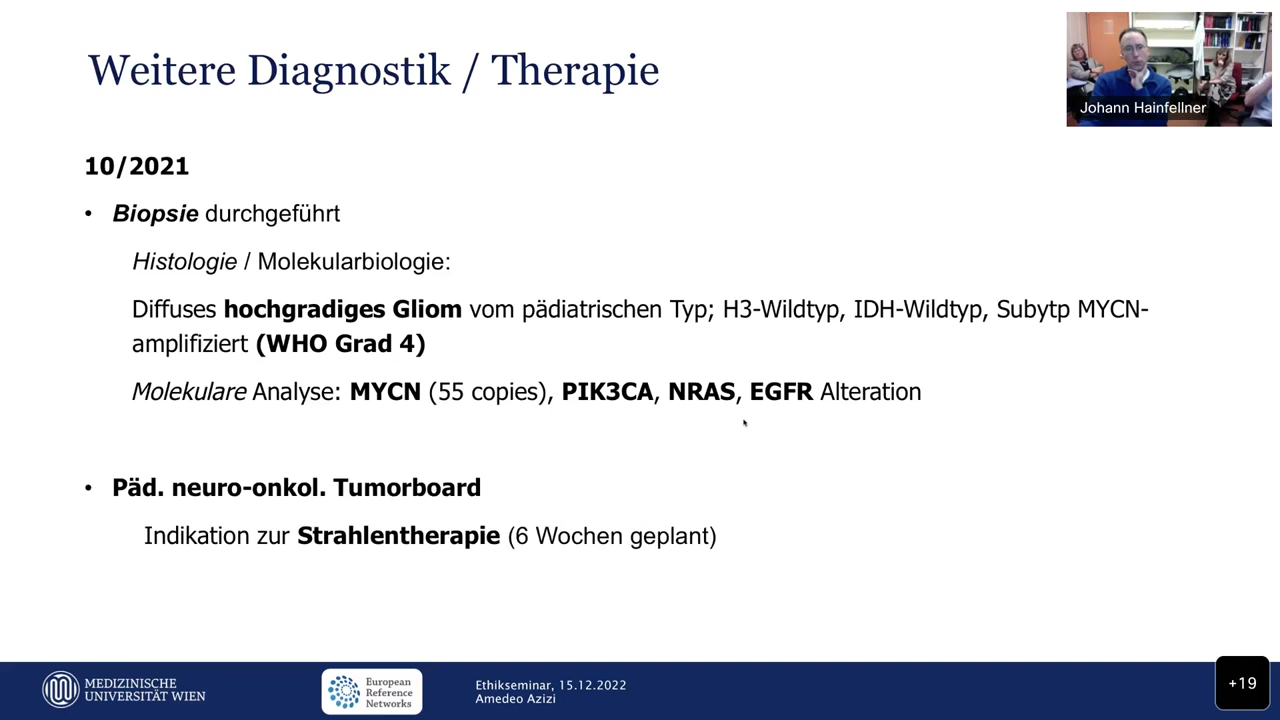 Weitere Diagnostik / Therapie
Johann Hainfellner
10/2021
• Biopsie durchgeführt
Histologie / Molekularbiologie:
Diffuses hochgradiges Gliom vom pädiatrischen Typ; H3-Wildtyp, IDH-Wildtyp, Subytp MYCN-
amplifiziert (WHO Grad 4)
Molekulare Analyse: MYCN (55 copies), PIK3CA, NRAS, EGFR Alteration
• Päd. neuro-onkol. Tumorboard
Indikation zur Strahlentherapie (6 Wochen geplant)
MEDIZINISCHE
UNIVERSITÄT WIEN
European
Reference
Networks
Ethikseminar, 15.12.2022
Amedeo Azizi
+19